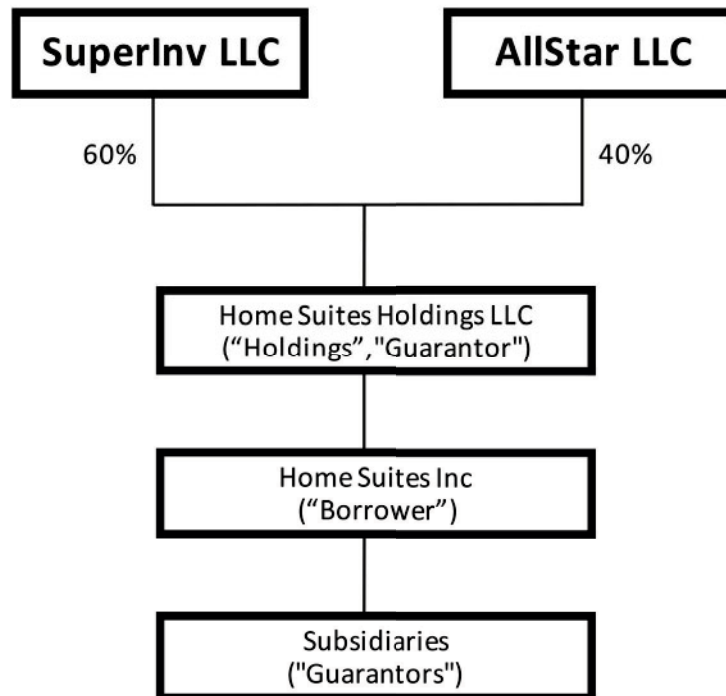 SuperInv LLC
AllStar LLC
60%
40%
Home Suites Holdings LLC
(“Holdings”,"Guarantor")
Home Suites Inc
(“Borrower”)
Subsidiaries
("Guarantors")